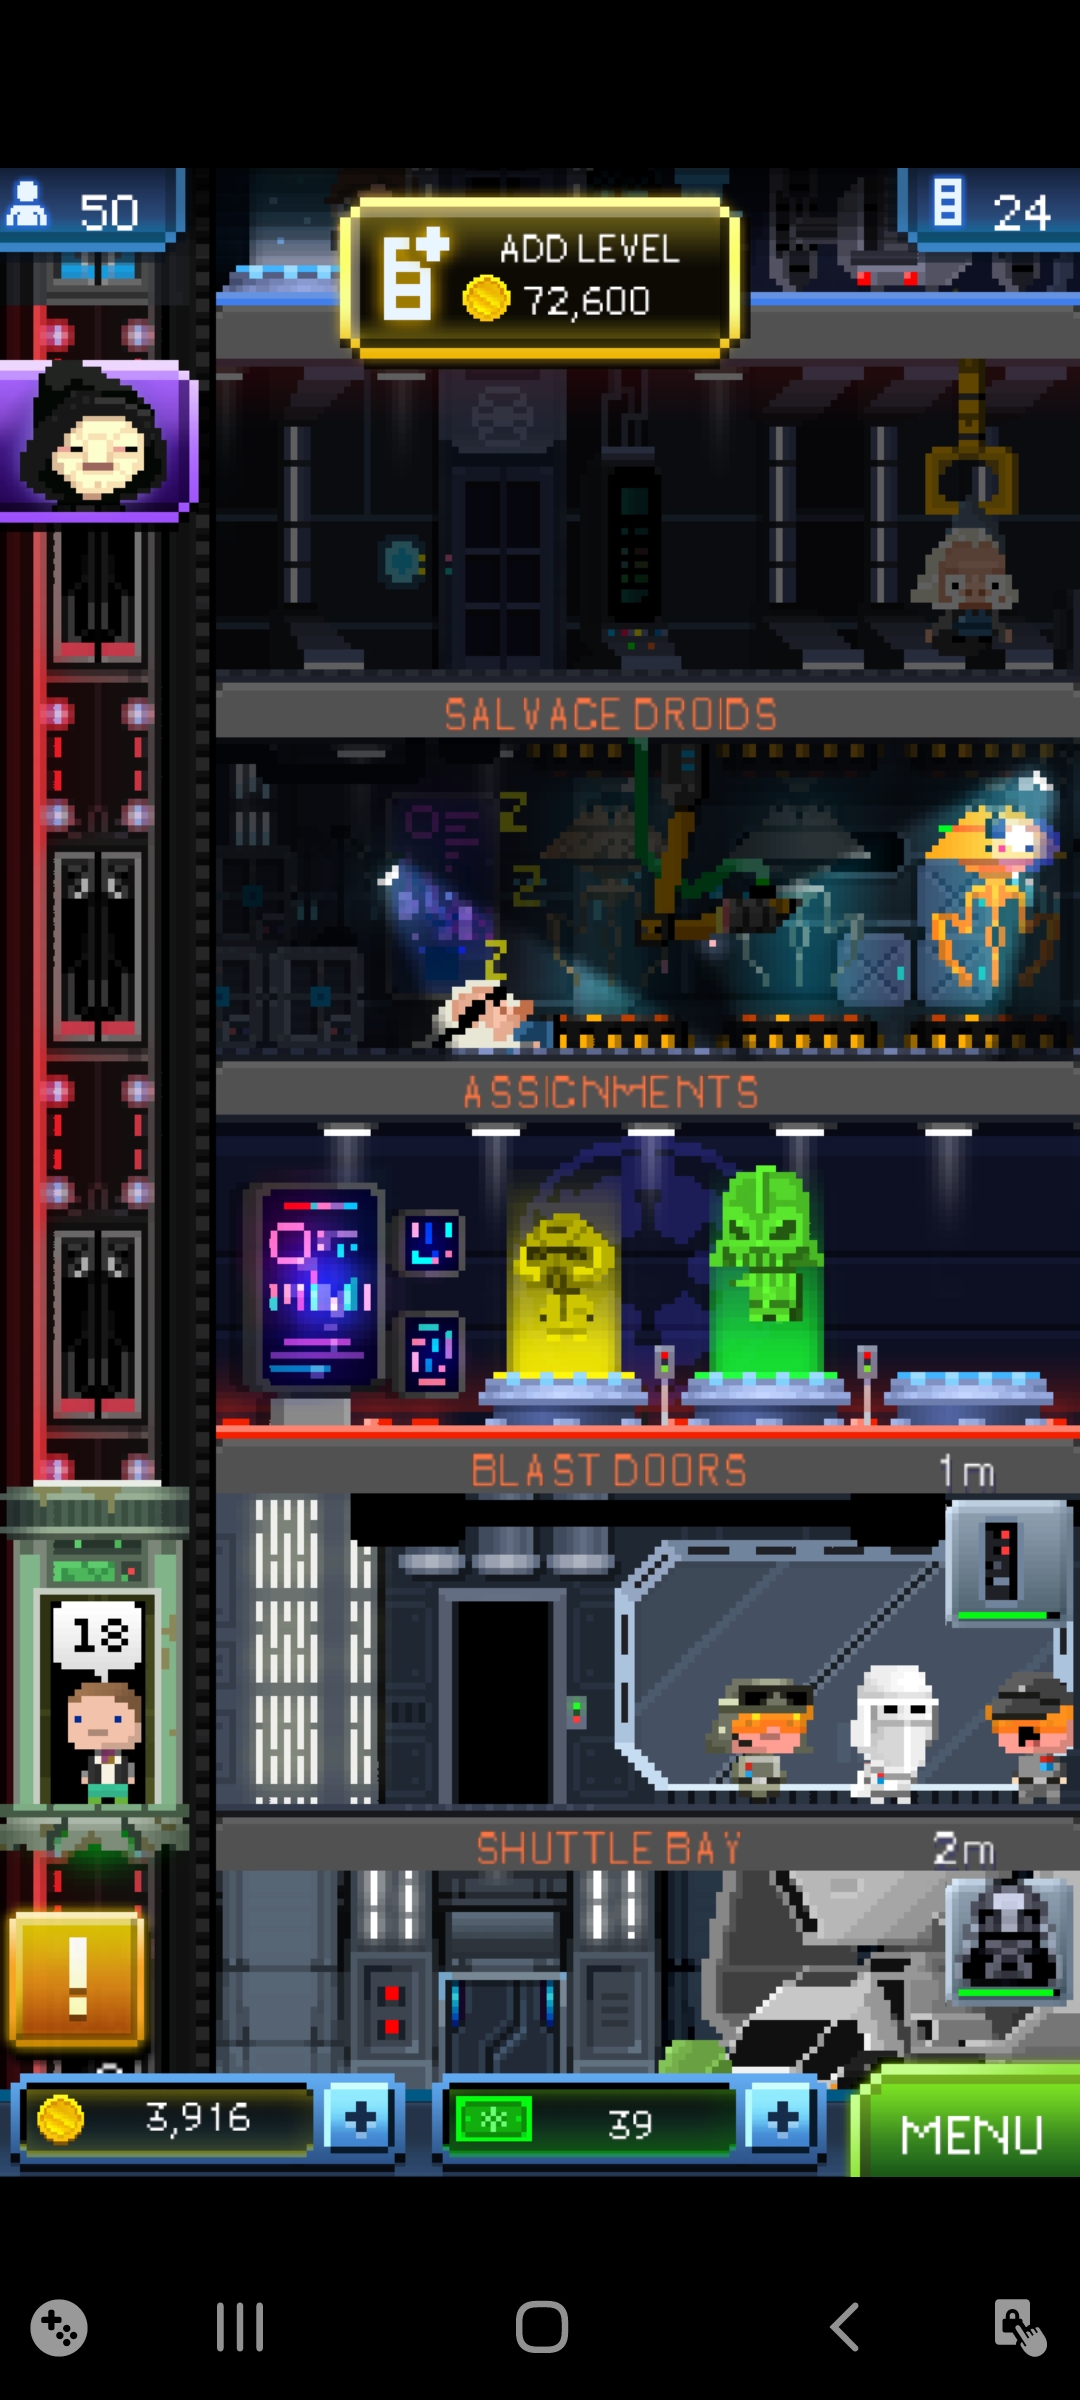 50
24
ADD LEVEL
72,600
SALVAGE DROIDS
Z
Z
Z
ASSIGNMENTS
BLAST DOORS 1m
18
SHUTTLE BAY 2m
!
3,916
39
MENU